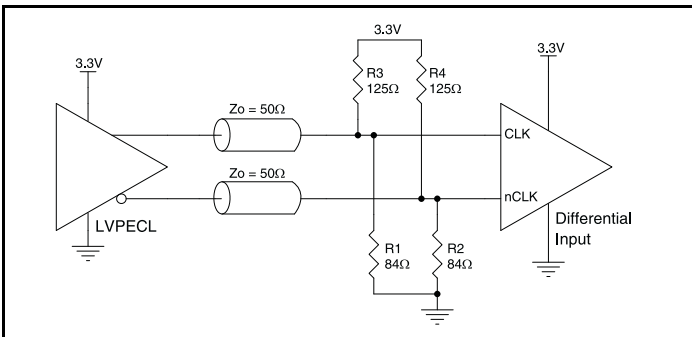 3.3V
3.3V
3.3V
R3
125Ω
R4
125Ω
Zo = 50Ω
CLK
Zo = 50Ω
nCLK
LVPECL
R1
84Ω
R2
84Ω
Differential
Input